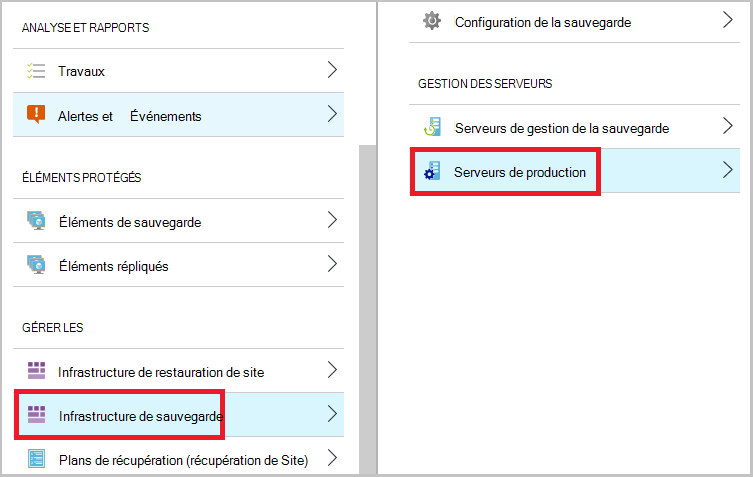 ANALYSE ET RAPPORTS
Travaux
Alertes et Événements
ÉLÉMENTS PROTÉGÉS
Éléments de sauvegarde
Éléments répliqués
GÉRER LES
Infrastructure de restauration de site
Infrastructure de sauvegarde
Plans de récupération (récupération de Site)
Configuration de la sauvegarde
GESTION DES SERVEURS
Serveurs de gestion de la sauvegarde
Serveurs de production